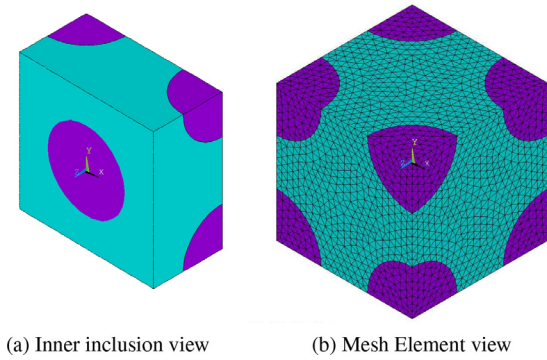 Y
Z X
Y
Z X
(a) Inner inclusion view
(b) Mesh Element view